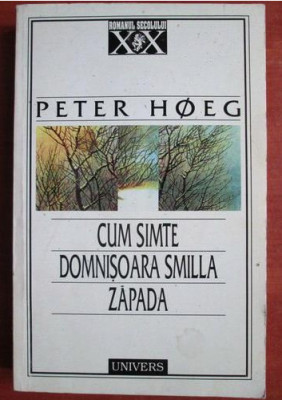 ROMANUL SECOLULUI
XX
PETER HØEG
CUM SIMTE
DOMNIȘOARA SMILLA
ZĂPADA
UNIVERS